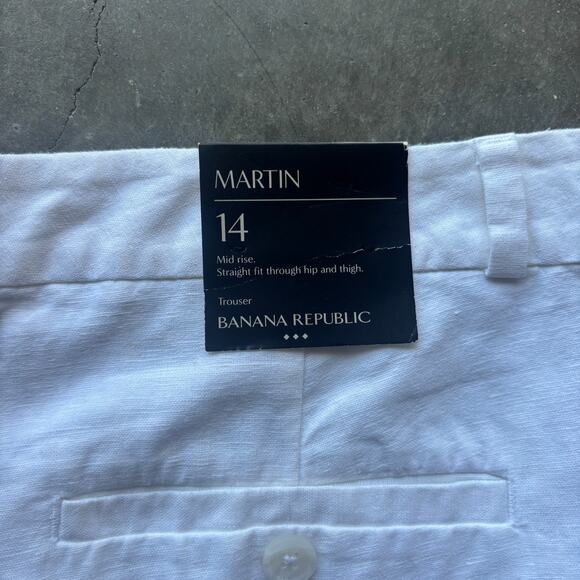 MARTIN
14
Mid rise.
Straight fit through hip and thigh.
Trouser
BANANA REPUBLIC